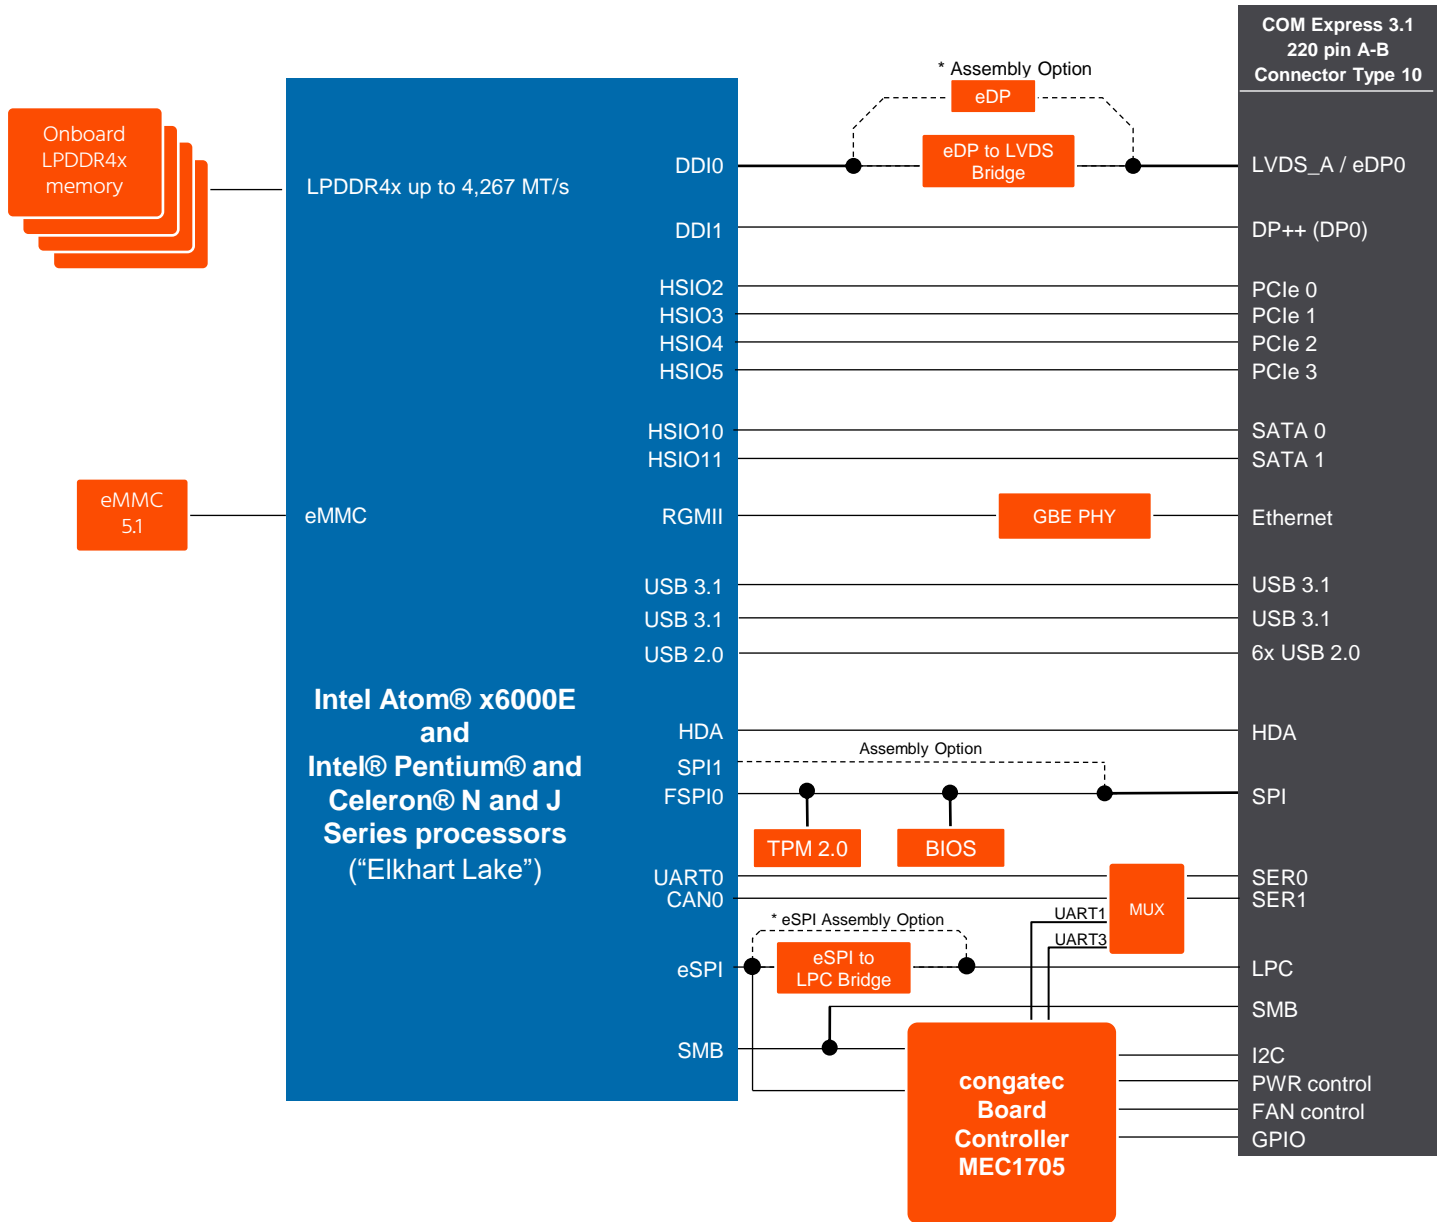 COM Express 3.1
220 pin A-B
Connector Type 10
* Assembly Option
eDP
Onboard
LPDDR4x
memory
LPDDR4x up to 4,267 MT/s
DDI0
eDP to LVDS
Bridge
LVDS_A / eDP0
DDI1
DP++ (DP0)
HSIO2
PCIe 0
HSIO3
PCIe 1
HSIO4
PCIe 2
HSIO5
PCIe 3
HSIO10
SATA 0
HSIO11
SATA 1
eMMC
5.1
eMMC
RGMII
GBE PHY
Ethernet
USB 3.1
USB 3.1
USB 3.1
USB 3.1
USB 2.0
6x USB 2.0
Intel Atom® x6000E
and
Intel® Pentium® and
Celeron® N and J
Series processors
(“Elkhart Lake”)
HDA
HDA
Assembly Option
SPI1
FSPI0
SPI
TPM 2.0
BIOS
UART0
SER0
CAN0
SER1
MUX
UART1
UART3
* eSPI Assembly Option
eSPI
eSPI to
LPC Bridge
LPC
SMB
SMB
congatec
Board
Controller
MEC1705
I2C
PWR control
FAN control
GPIO